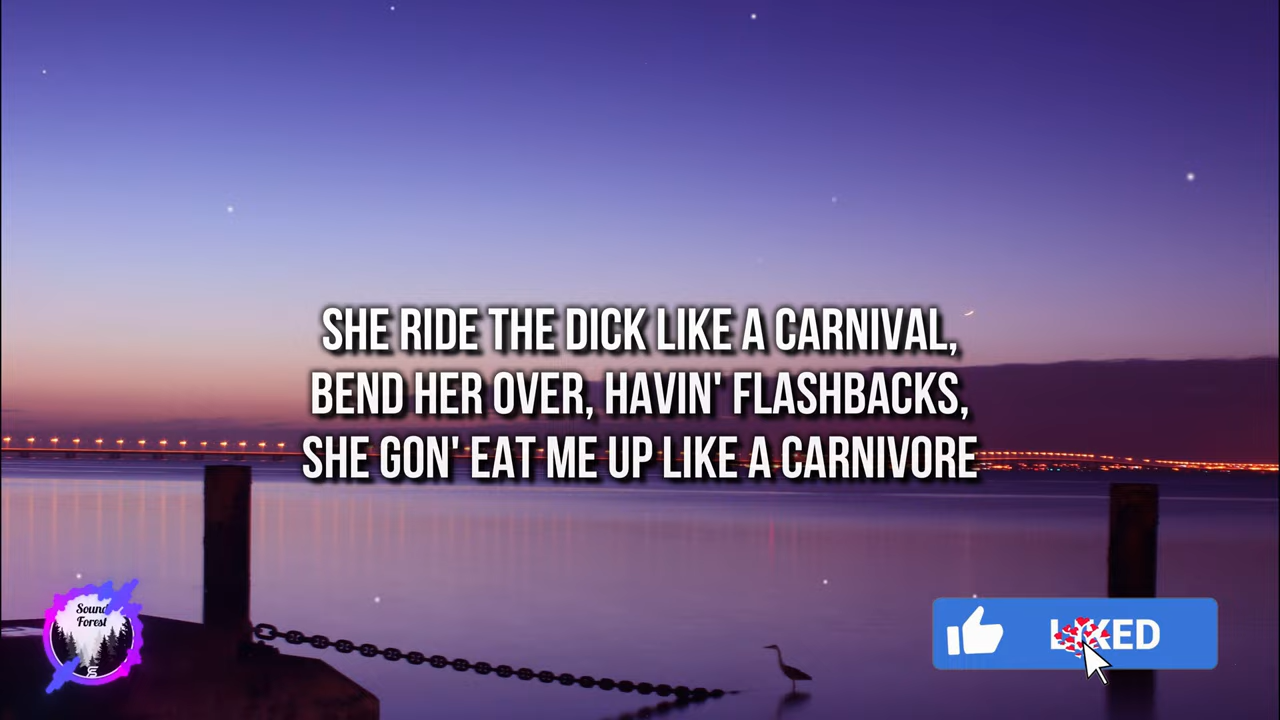 SHE RIDE THE DICK LIKE A CARNIVAL,
BEND HER OVER, HAVIN' FLASHBACKS,
SHE GON' EAT ME UP LIKE A CARNIVORE
Sound
Forest
LIKED